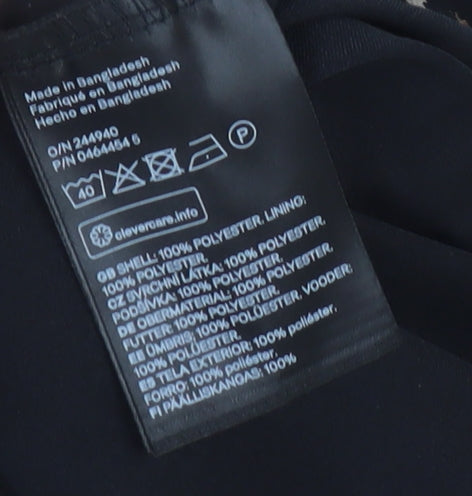 Made in Bangladesh
Fabriqué en Bangladesh
Hecho en Bangladesh
O/N 244940
P/N 0464454 5
40 P
clevercare.info
GB SHELL: 100% POLYESTER. LINING:
100% POLYESTER.
CZ SVRCHNÍ LÁTKA: 100% POLYESTER.
PODŠÍVKA: 100% POLYESTER.
DE OBERMATERIAL: 100% POLYESTER.
FUTTER: 100% POLYESTER.
EE ÜMBRIS: 100% POLÜESTER. VOODER:
100% POLÜESTER.
ES TELA EXTERIOR: 100% poliéster.
FORRO: 100% poliéster.
FI PÄÄLLISKANGAS: 100%